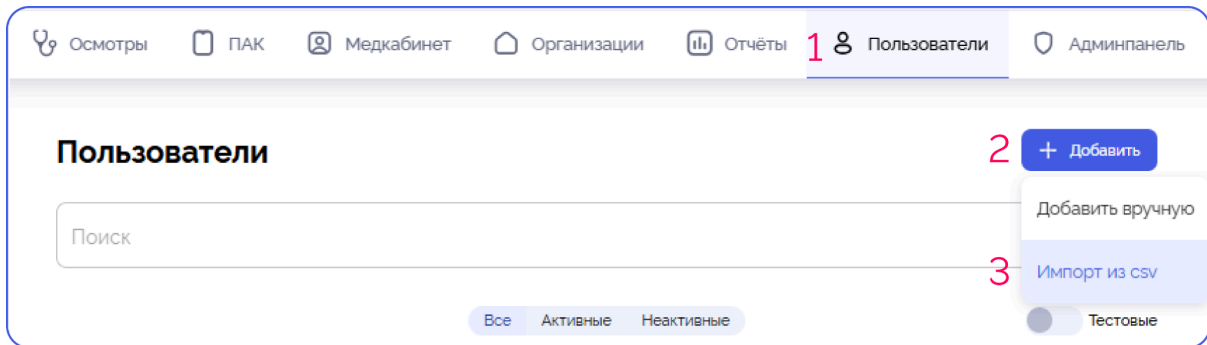 Осмотры ПАК Медкабинет Организации Отчёты 1 Пользователи Админпанель
Пользователи 2 + Добавить
Добавить вручную
Поиск
3 Импорт из csv
Все Активные Неактивные Тестовые